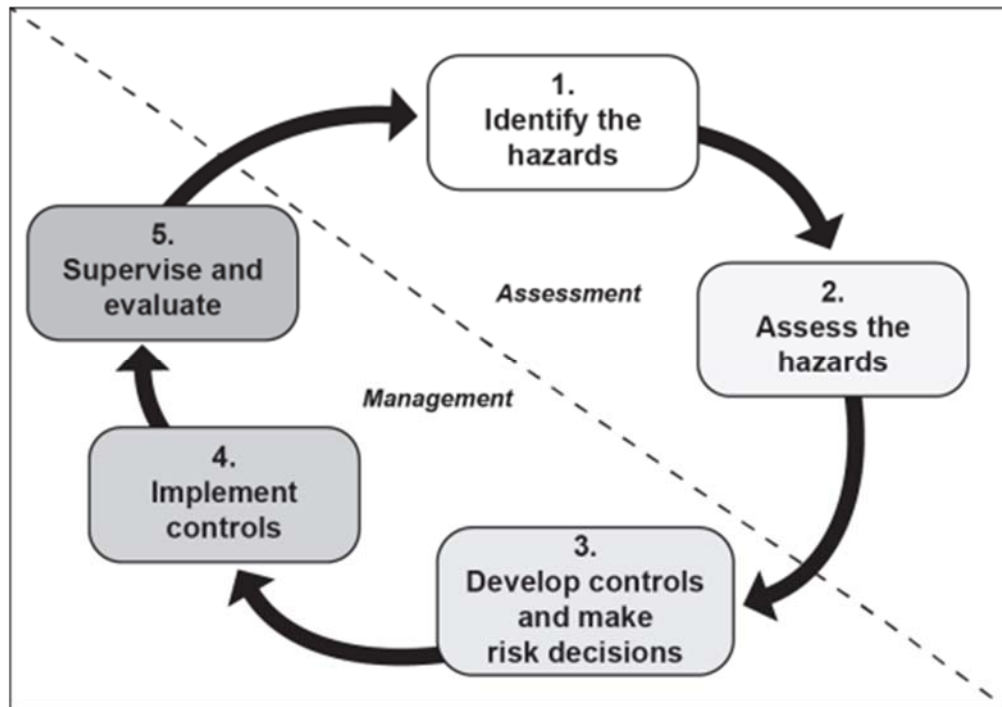 1.
Identify the
hazards
2.
Assess the
hazards
3.
Develop controls
and make
risk decisions
4.
Implement
controls
5.
Supervise and
evaluate
Assessment
Management